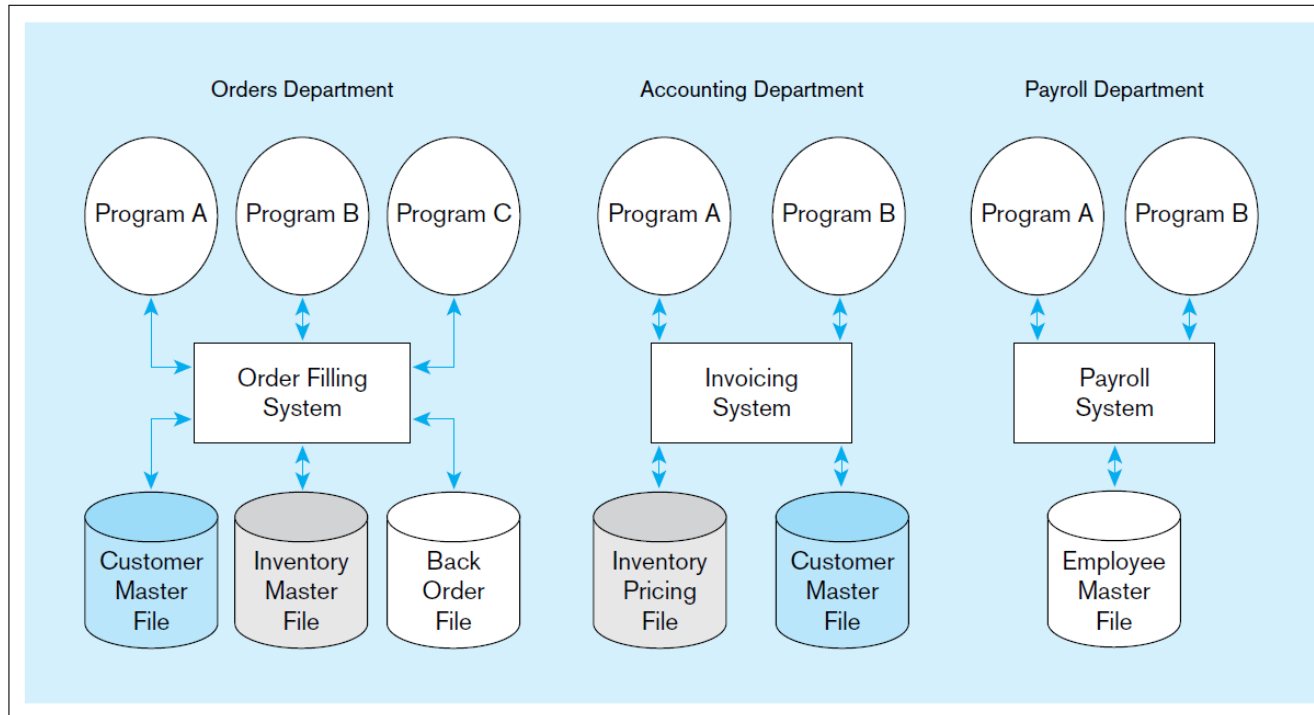 Orders Department
Accounting Department
Payroll Department
Program A
Program B
Program C
Program A
Program B
Program A
Program B
Order Filling
System
Invoicing
System
Payroll
System
Customer
Master
File
Inventory
Master
File
Back
Order
File
Inventory
Pricing
File
Customer
Master
File
Employee
Master
File